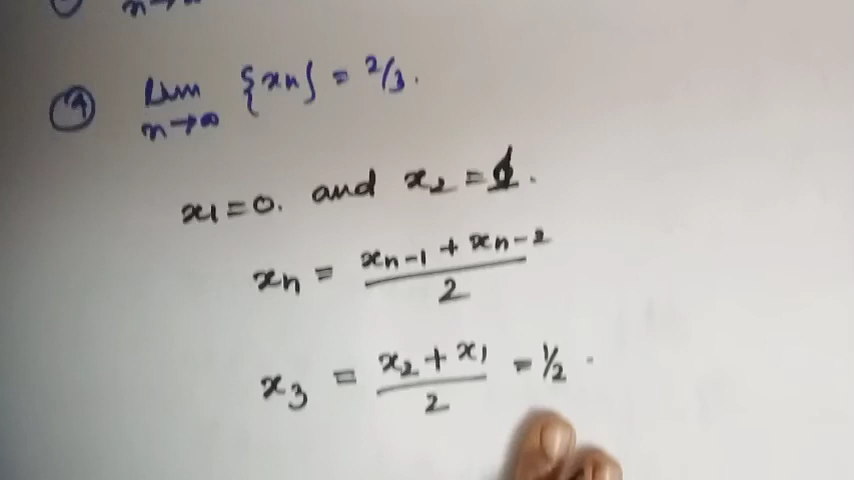 n→∞
(4) Lim {xn} = 2/3.
n→∞
x1 = 0. and x2 = 1.
xn = (xn-1 + xn-2)/2
x3 = (x2 + x1)/2 = 1/2.